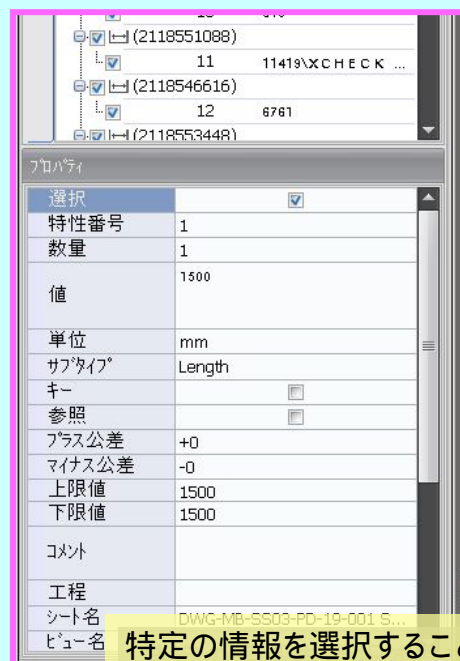 (2118551088)
11 11419\XCHECK ...
(2118546616)
12 6761
(2118553448)
プロパティ
選択
特性番号 1
数量 1
値 1500
単位 mm
サブタイプ Length
キー
参照
プラス公差 +0
マイナス公差 -0
上限値 1500
下限値 1500
コメント
工程
シート名 DWG-MB-SS03-PD-19-001 S...
ビュー名
特定の情報を選択するこ